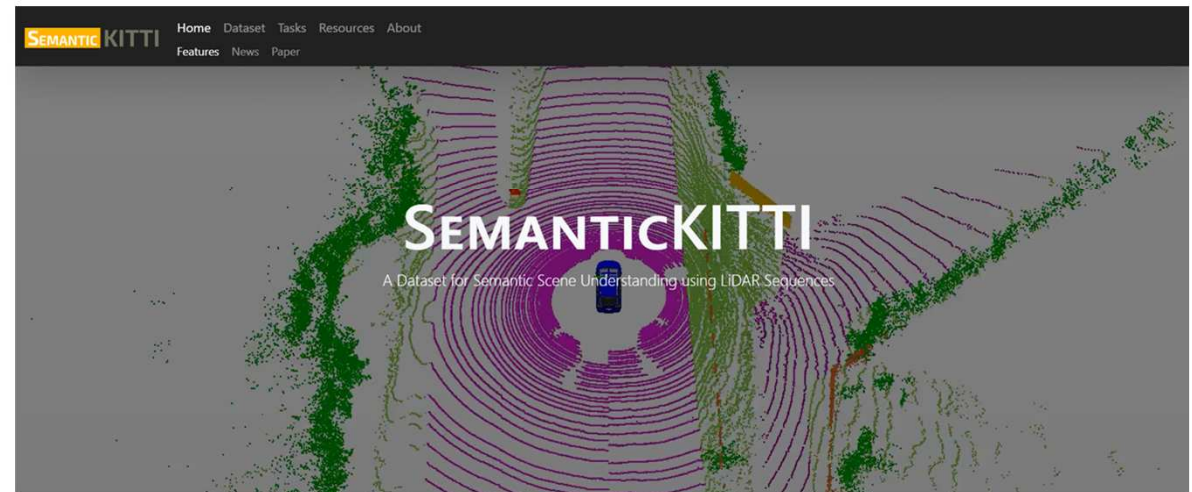 SEMANTIC KITTI
Home Dataset Tasks Resources About
Features News Paper
SEMANTICKITTI
A Dataset for Semantic Scene Understanding using LiDAR Sequences